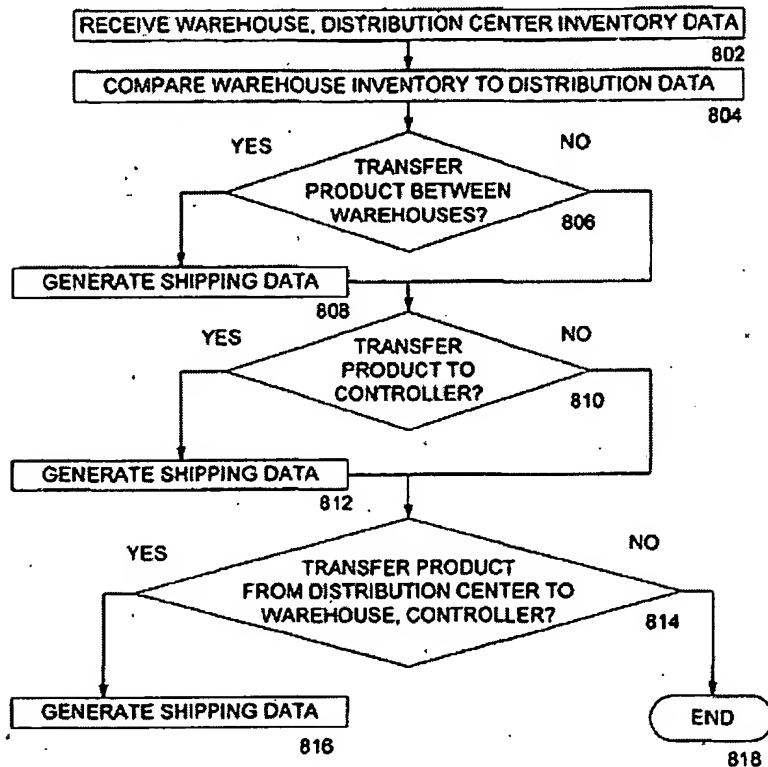 RECEIVE WAREHOUSE, DISTRIBUTION CENTER INVENTORY DATA
802
COMPARE WAREHOUSE INVENTORY TO DISTRIBUTION DATA
804
YES
NO
TRANSFER
PRODUCT BETWEEN
WAREHOUSES?
806
GENERATE SHIPPING DATA
808
YES
NO
TRANSFER
PRODUCT TO
CONTROLLER?
810
GENERATE SHIPPING DATA
812
YES
NO
TRANSFER PRODUCT
FROM DISTRIBUTION CENTER TO
WAREHOUSE, CONTROLLER?
814
GENERATE SHIPPING DATA
816
END
818